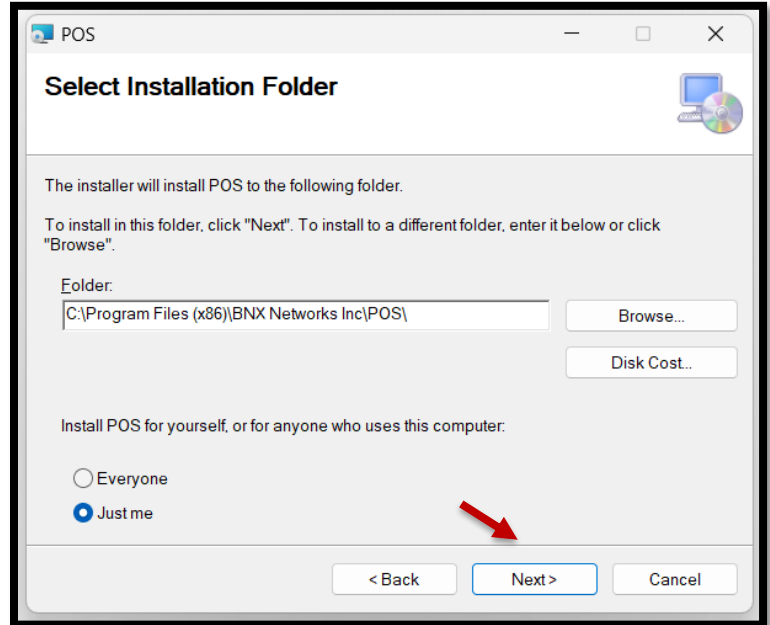 POS
Select Installation Folder
The installer will install POS to the following folder.
To install in this folder, click "Next". To install to a different folder, enter it below or click
"Browse".
Folder:
C:\Program Files (x86)\BNX Networks Inc\POS\
Browse...
Disk Cost...
Install POS for yourself, or for anyone who uses this computer:
Everyone
Just me
< Back
Next >
Cancel